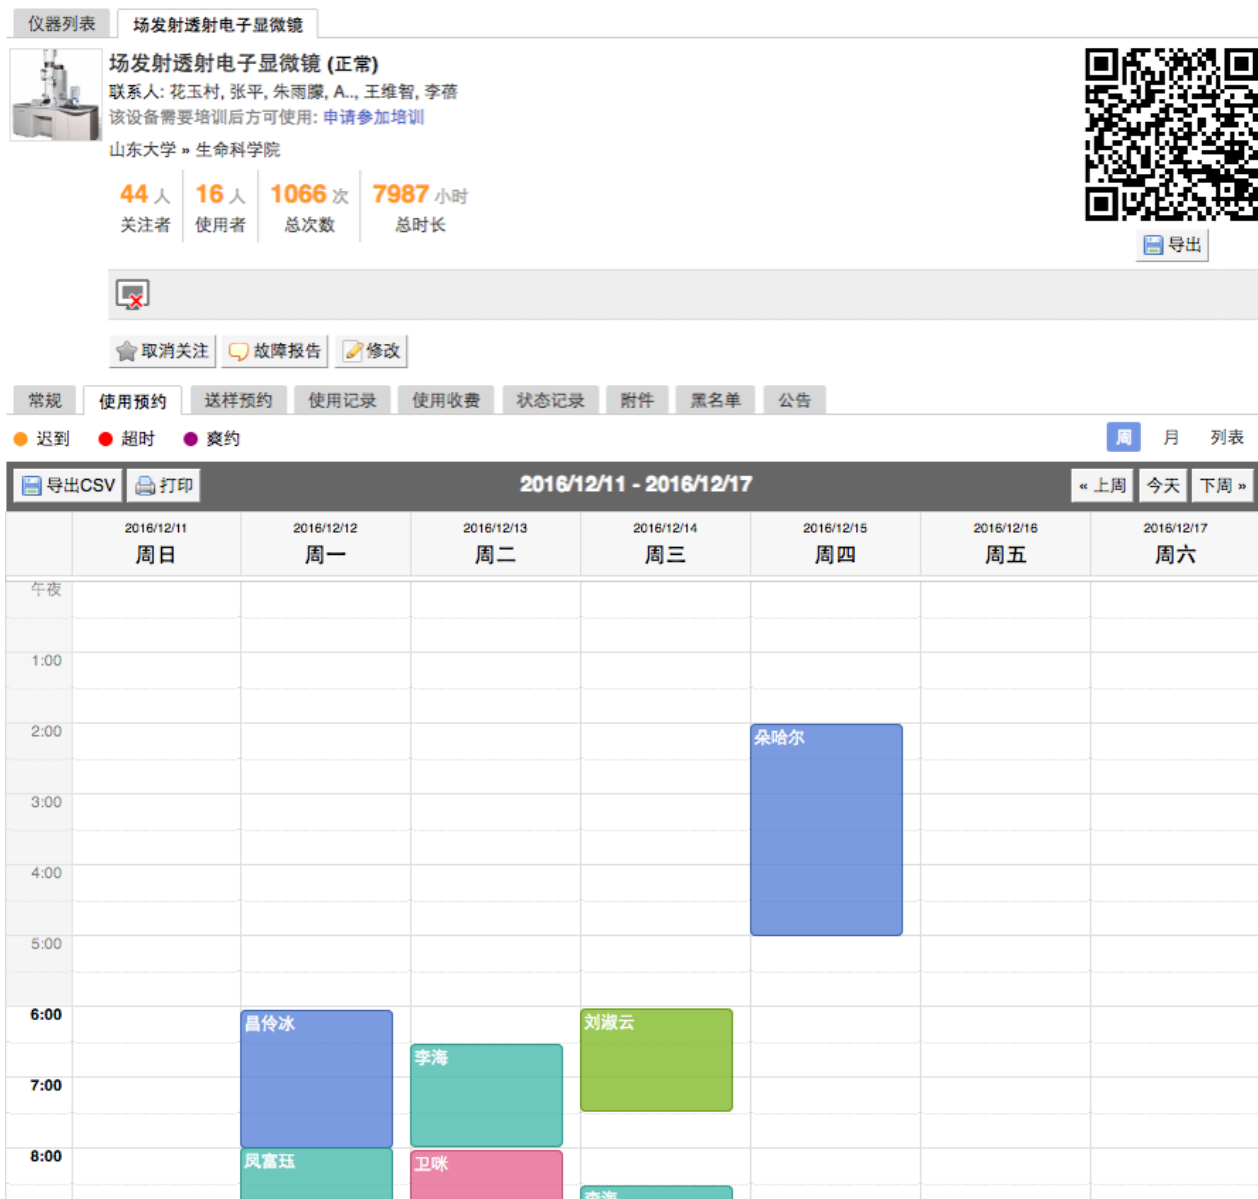 仪器列表 场发射透射电子显微镜
场发射透射电子显微镜 (正常)
联系人: 花玉村, 张平, 朱雨朦, A.., 王维智, 李蓓
该设备需要培训后方可使用: 申请参加培训
山东大学 » 生命科学院
44 人 16 人 1066 次 7987 小时
关注者 使用者 总次数 总时长
导出
取消关注 故障报告 修改
常规 使用预约 送样预约 使用记录 使用收费 状态记录 附件 黑名单 公告
迟到 超时 爽约 周 月 列表
导出CSV 打印 2016/12/11 - 2016/12/17 « 上周 今天 下周 »
2016/12/11 2016/12/12 2016/12/13 2016/12/14 2016/12/15 2016/12/16 2016/12/17
周日 周一 周二 周三 周四 周五 周六
午夜
1:00
2:00
朵哈尔
3:00
4:00
5:00
6:00
昌伶冰 刘淑云
李海
7:00
8:00
凤富珏 卫咪
李海